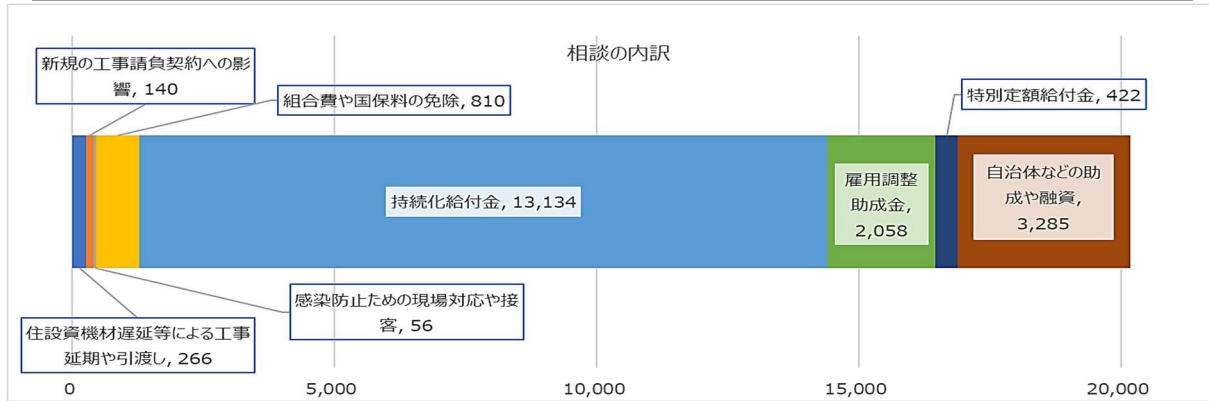 相談の内訳
新規の工事請負契約への影
響, 140
組合費や国保料の免除, 810
特別定額給付金, 422
持続化給付金, 13,134
雇用調整
助成金,
2,058
自治体などの助
成や融資,
3,285
感染防止ための現場対応や接
客, 56
住設資機材遅延等による工事
延期や引渡し, 266
0
5,000
10,000
15,000
20,000